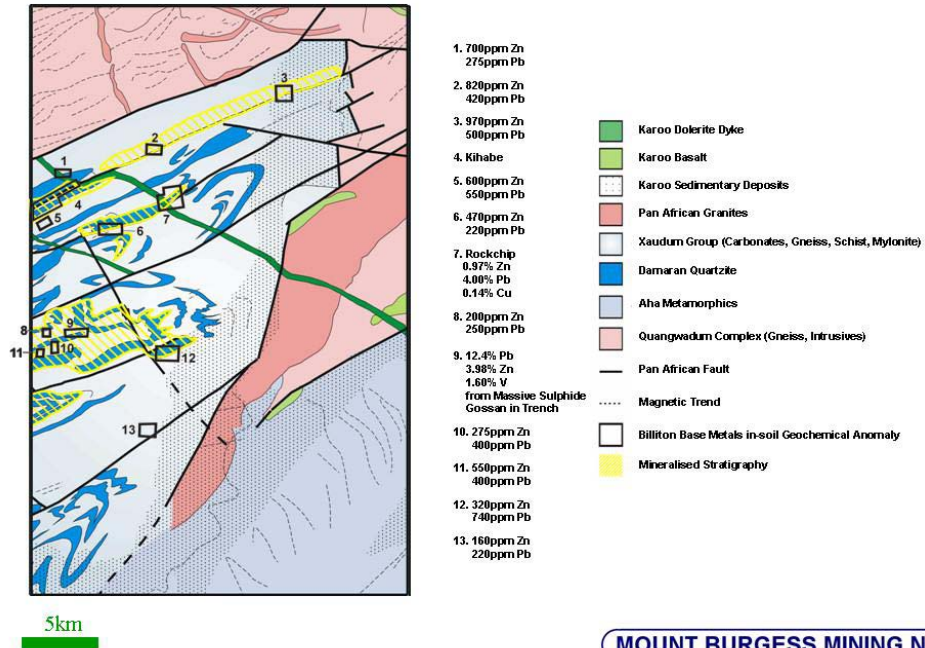 1
2
3
4
5
6
7
8
9
10
11
12
13
5km
1. 700ppm Zn
275ppm Pb
2. 820ppm Zn
420ppm Pb
3. 970ppm Zn
500ppm Pb
4. Kihabe
5. 600ppm Zn
550ppm Pb
6. 470ppm Zn
220ppm Pb
7. Rockchip
0.97% Zn
4.00% Pb
0.14% Cu
8. 200ppm Zn
250ppm Pb
9. 12.4% Pb
3.98% Zn
1.60% V
from Massive Sulphide
Gossan in Trench
10. 275ppm Zn
400ppm Pb
11. 550ppm Zn
400ppm Pb
12. 320ppm Zn
740ppm Pb
13. 160ppm Zn
220ppm Pb
Karoo Dolerite Dyke
Karoo Basalt
Karoo Sedimentary Deposits
Pan African Granites
Xaudum Group (Carbonates, Gneiss, Schist, Mylonite)
Damaran Quartzite
Aha Metamorphics
Quangwadum Complex (Gneiss, Intrusives)
Pan African Fault
Magnetic Trend
Billiton Base Metals in-soil Geochemical Anomaly
Mineralised Stratigraphy
MOUNT BURGESS MINING N